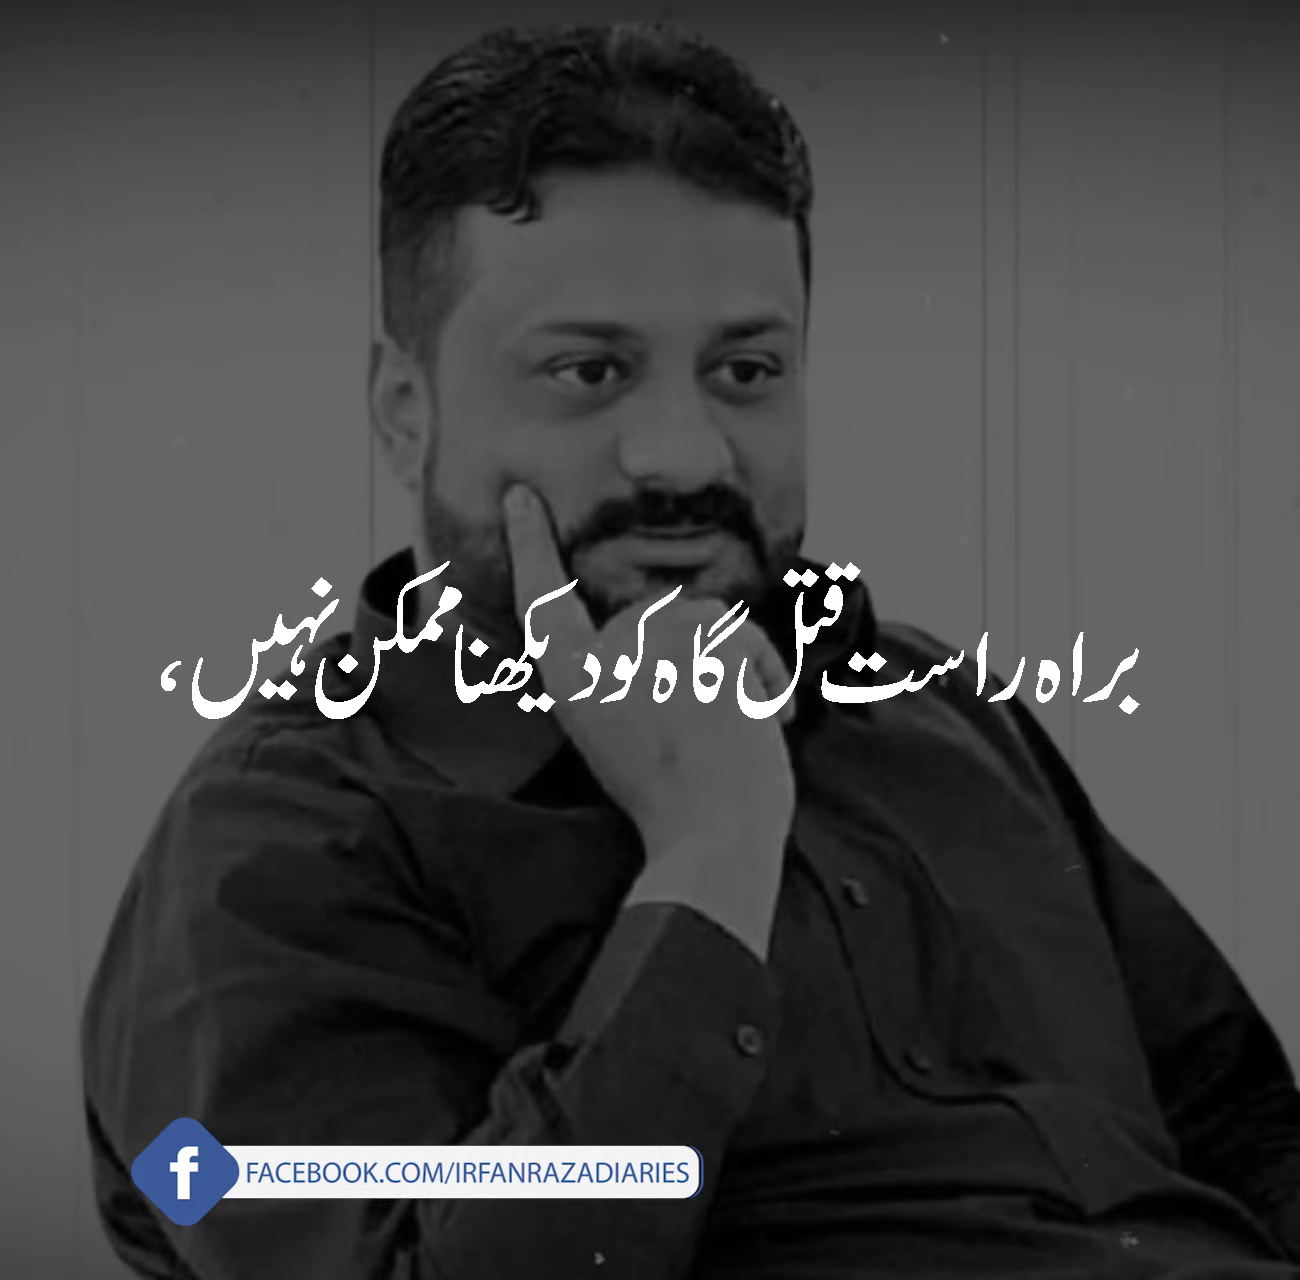 براہ راست قتل گاہ کو دیکھنا ممکن نہیں،
f FACEBOOK.COM/IRFANRAZADIARIES